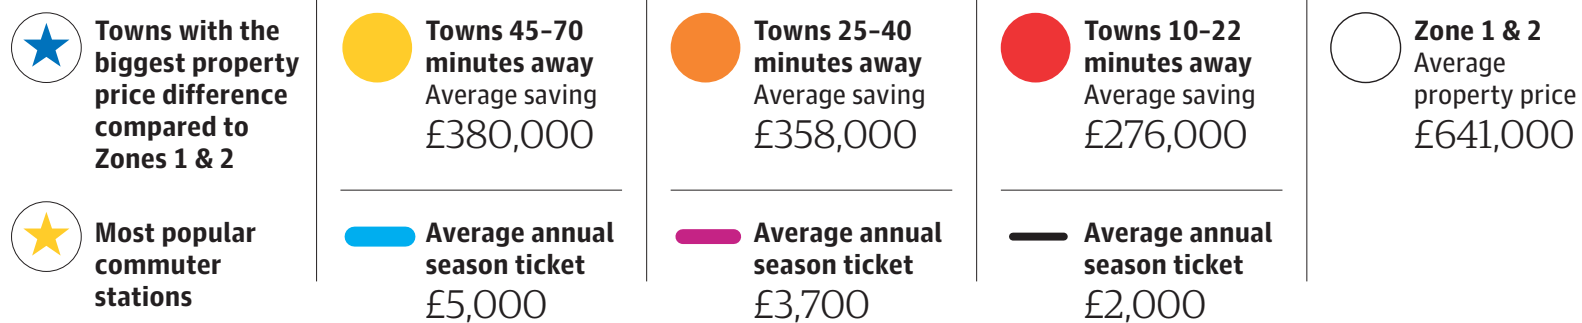 Towns with the
biggest property
price difference
compared to
Zones 1 & 2
Most popular
commuter
stations
Towns 45–70
minutes away
Average saving
£380,000
Average annual
season ticket
£5,000
Towns 25–40
minutes away
Average saving
£358,000
Average annual
season ticket
£3,700
Towns 10–22
minutes away
Average saving
£276,000
Average annual
season ticket
£2,000
Zone 1 & 2
Average
property price
£641,000